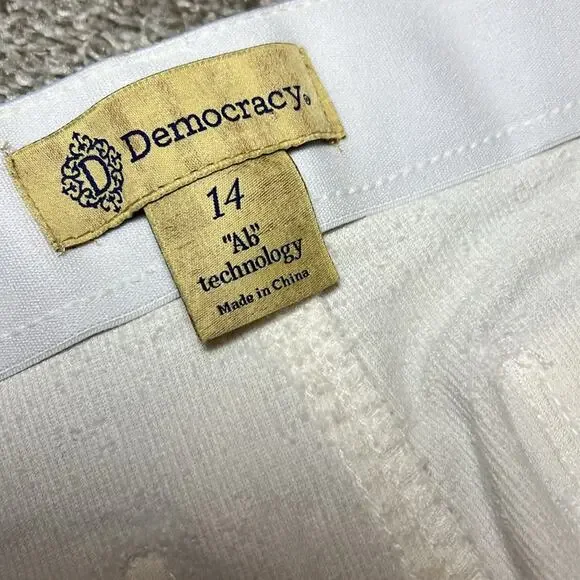 D Democracy®
14
"Ab"
technology
Made in China